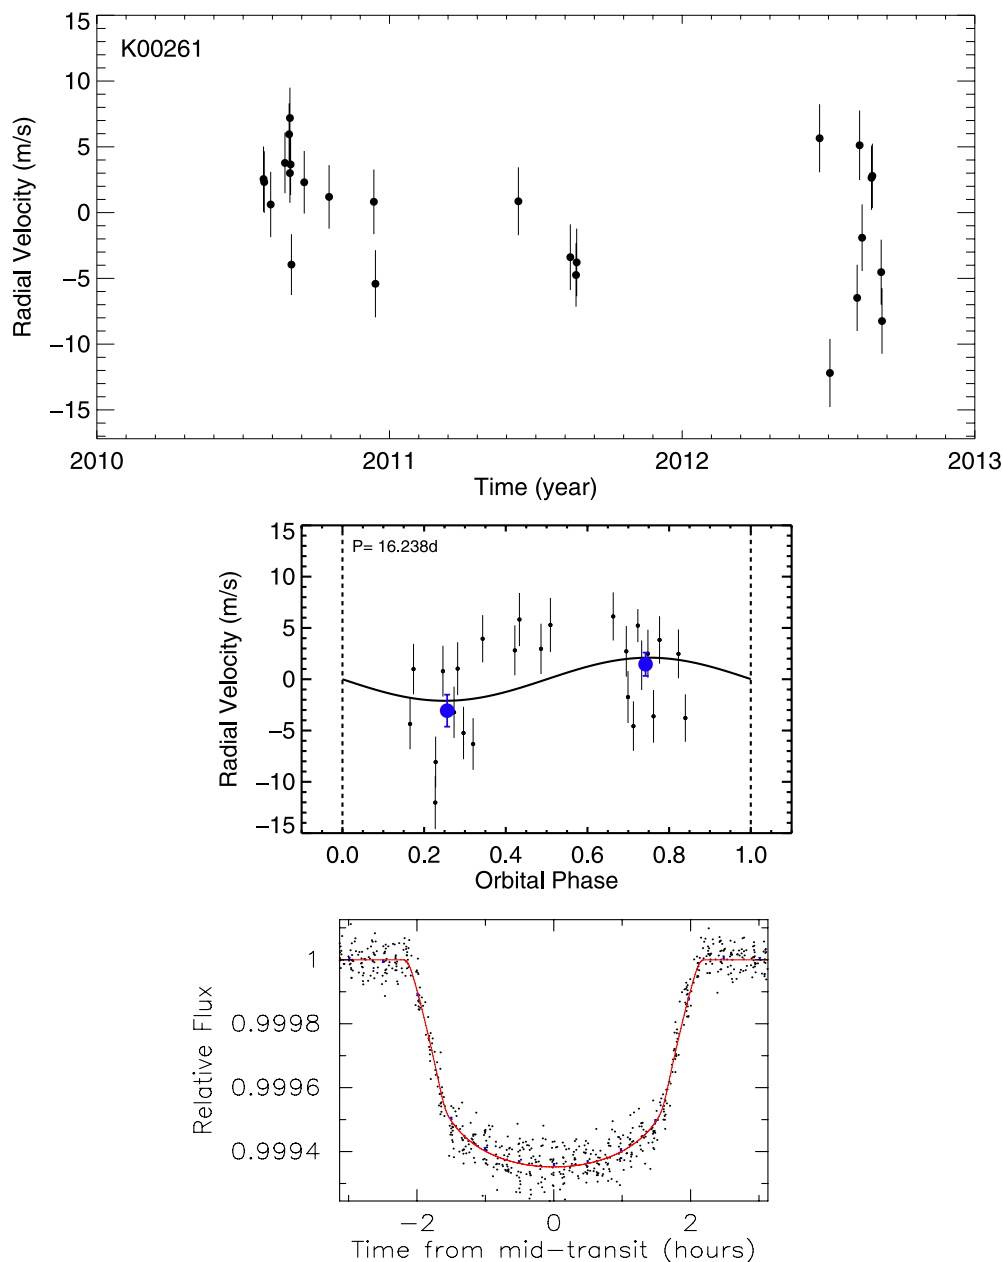 15
10
5
0
−5
−10
−15
K00261
Radial Velocity (m/s)
2010 2011 2012 2013
Time (year)
15
10
5
0
−5
−10
−15
P= 16.238d
Radial Velocity (m/s)
0.0 0.2 0.4 0.6 0.8 1.0
Orbital Phase
1
0.9998
0.9996
0.9994
Relative Flux
−2 0 2
Time from mid−transit (hours)